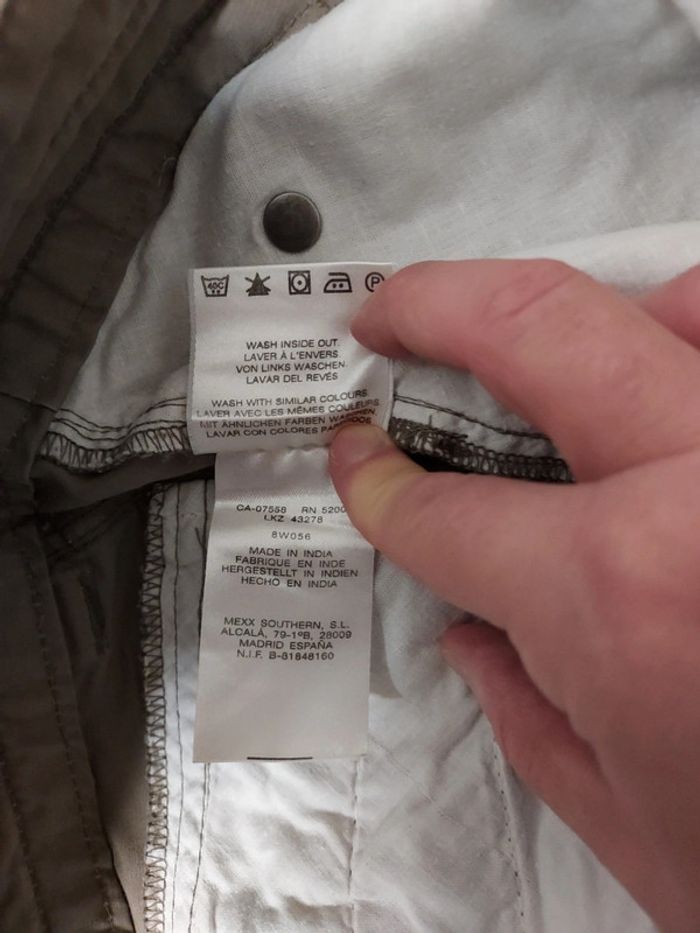 40C P
WASH INSIDE OUT.
LAVER À L'ENVERS
VON LINKS WASCHEN.
LAVAR DEL REVÉS
WASH WITH SIMILAR COLOURS
LAVER AVEC LES MÊMES COULEURS
MIT ÄHNLICHEN FARBEN WASCHEN
LAVAR CON COLORES
CA-07558 RN
LKZ 43278
8W056
MADE IN INDIA
FABRIQUE EN INDE
HERGESTELLT IN INDIEN
HECHO EN INDIA
MEXX SOUTHERN, S.L.
ALCALÁ, 79-1ºB, 28009
MADRID ESPAÑA
N.I.F. B-81848160